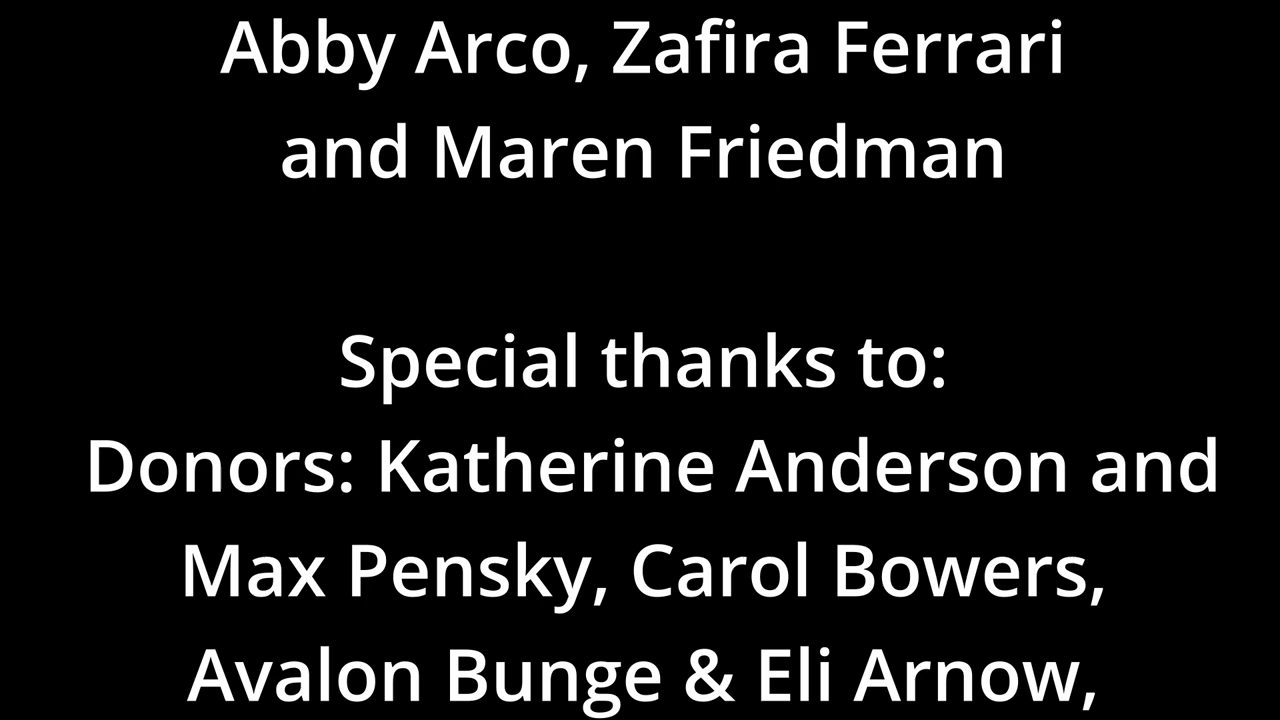 Abby Arco, Zafira Ferrari
and Maren Friedman
Special thanks to:
Donors: Katherine Anderson and
Max Pensky, Carol Bowers,
Avalon Bunge & Eli Arnow,